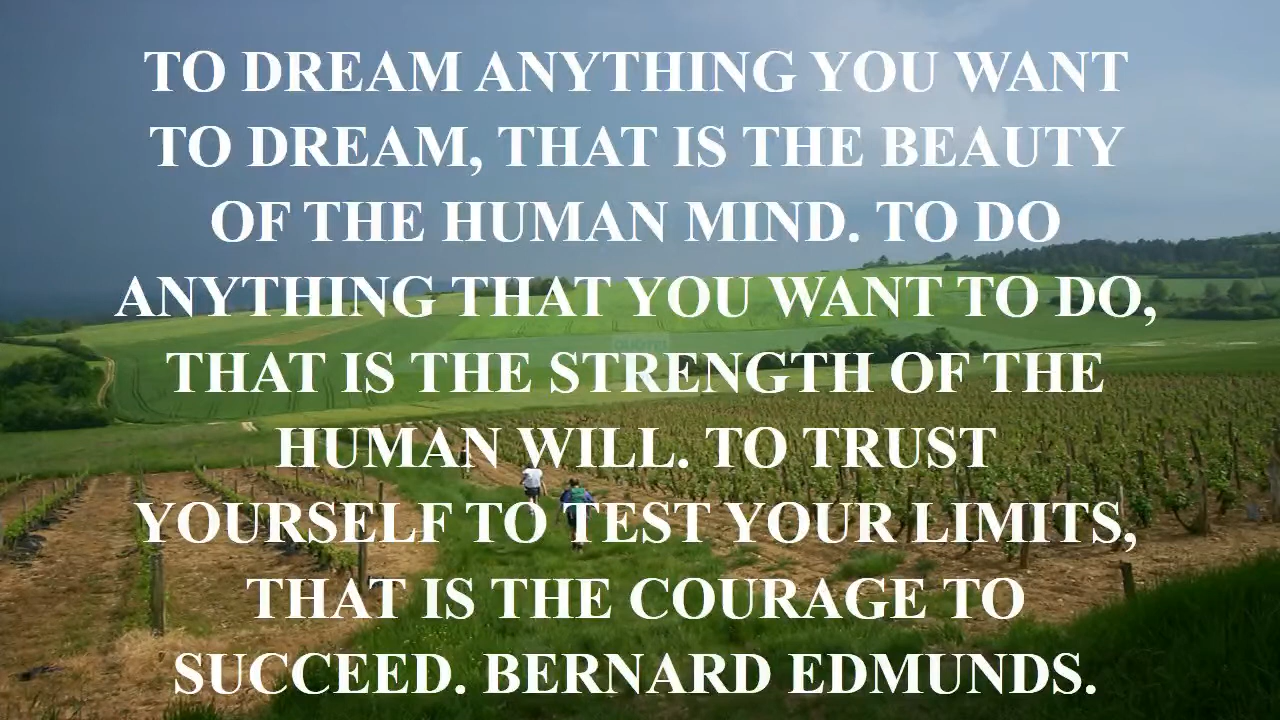 TO DREAM ANYTHING YOU WANT
TO DREAM, THAT IS THE BEAUTY
OF THE HUMAN MIND. TO DO
ANYTHING THAT YOU WANT TO DO,
THAT IS THE STRENGTH OF THE
HUMAN WILL. TO TRUST
YOURSELF TO TEST YOUR LIMITS,
THAT IS THE COURAGE TO
SUCCEED. BERNARD EDMUNDS.